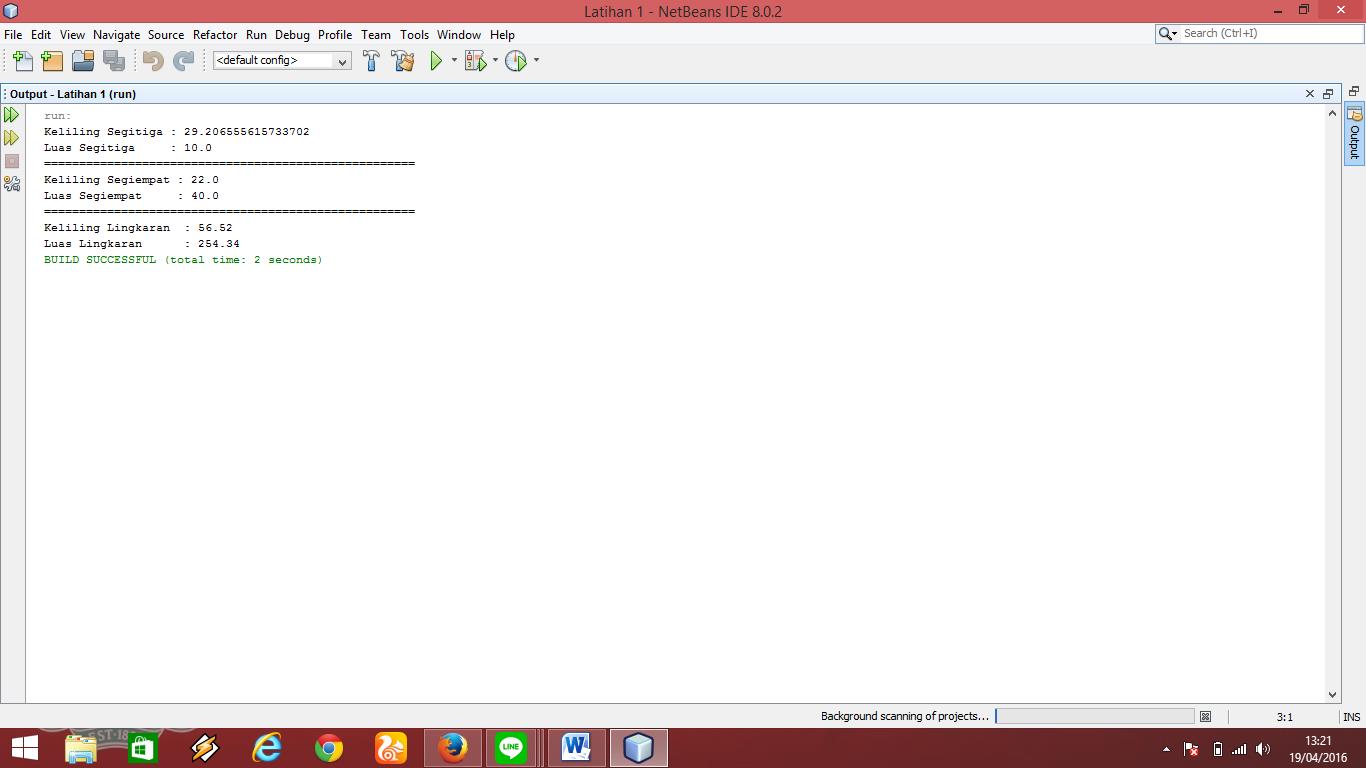 Latihan 1 - NetBeans IDE 8.0.2
File Edit View Navigate Source Refactor Run Debug Profile Team Tools Window Help
Search (Ctrl+I)
<default config>
Output - Latihan 1 (run)
Output
run:
Keliling Segitiga : 29.206555615733702
Luas Segitiga     : 10.0
=====================================================
Keliling Segiempat : 22.0
Luas Segiempat     : 40.0
=====================================================
Keliling Lingkaran  : 56.52
Luas Lingkaran      : 254.34
BUILD SUCCESSFUL (total time: 2 seconds)
Background scanning of projects...
3:1
INS
LINE
13:21
19/04/2016